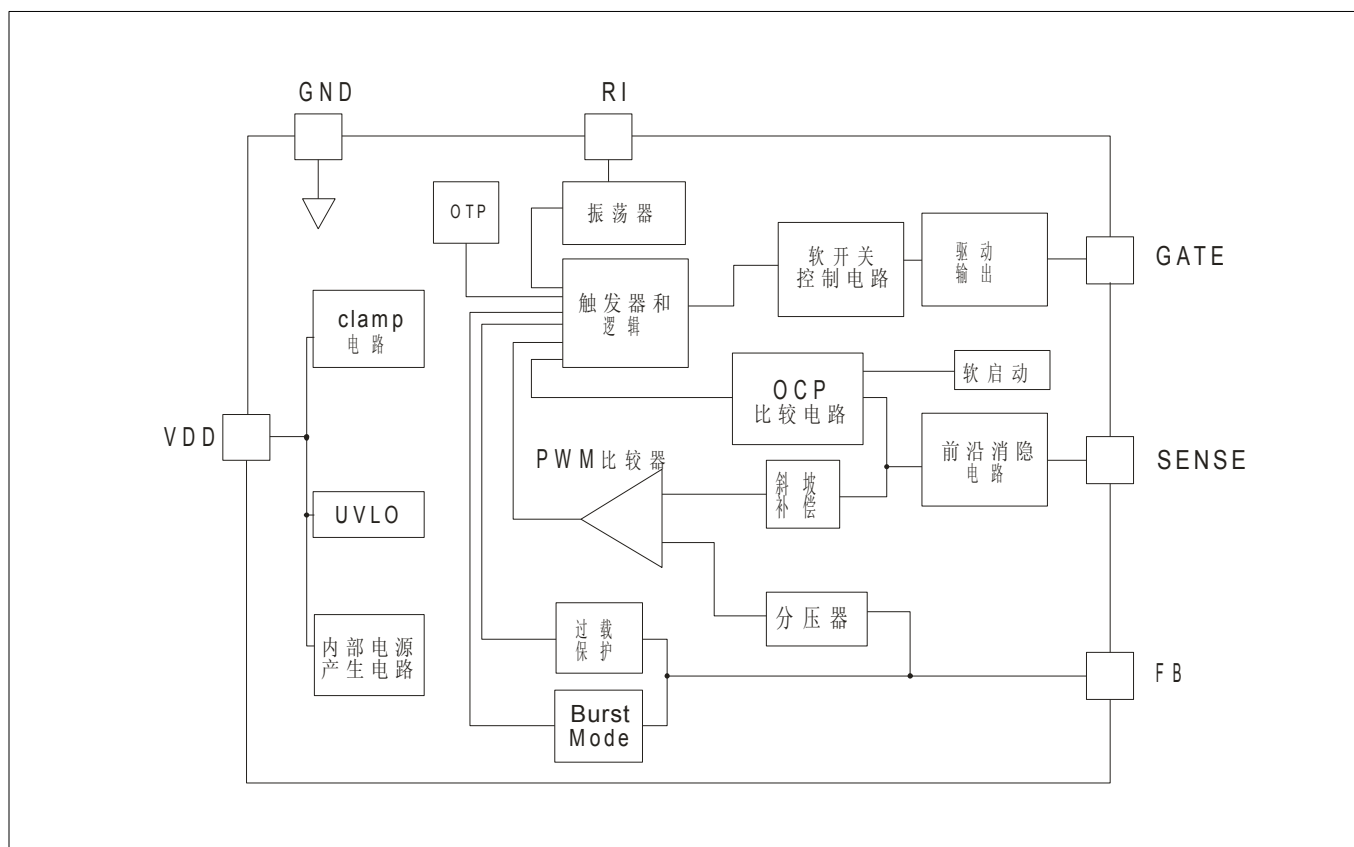 GND
RI
OTP
振荡器
软开关
控制电路
驱动
输出
GATE
触发器和
逻辑
clamp
电路
OCP
比较电路
软启动
VDD
PWM比较器
前沿消隐
电路
SENSE
斜坡
补偿
UVLO
分压器
过载
保护
内部电源
产生电路
FB
Burst
Mode